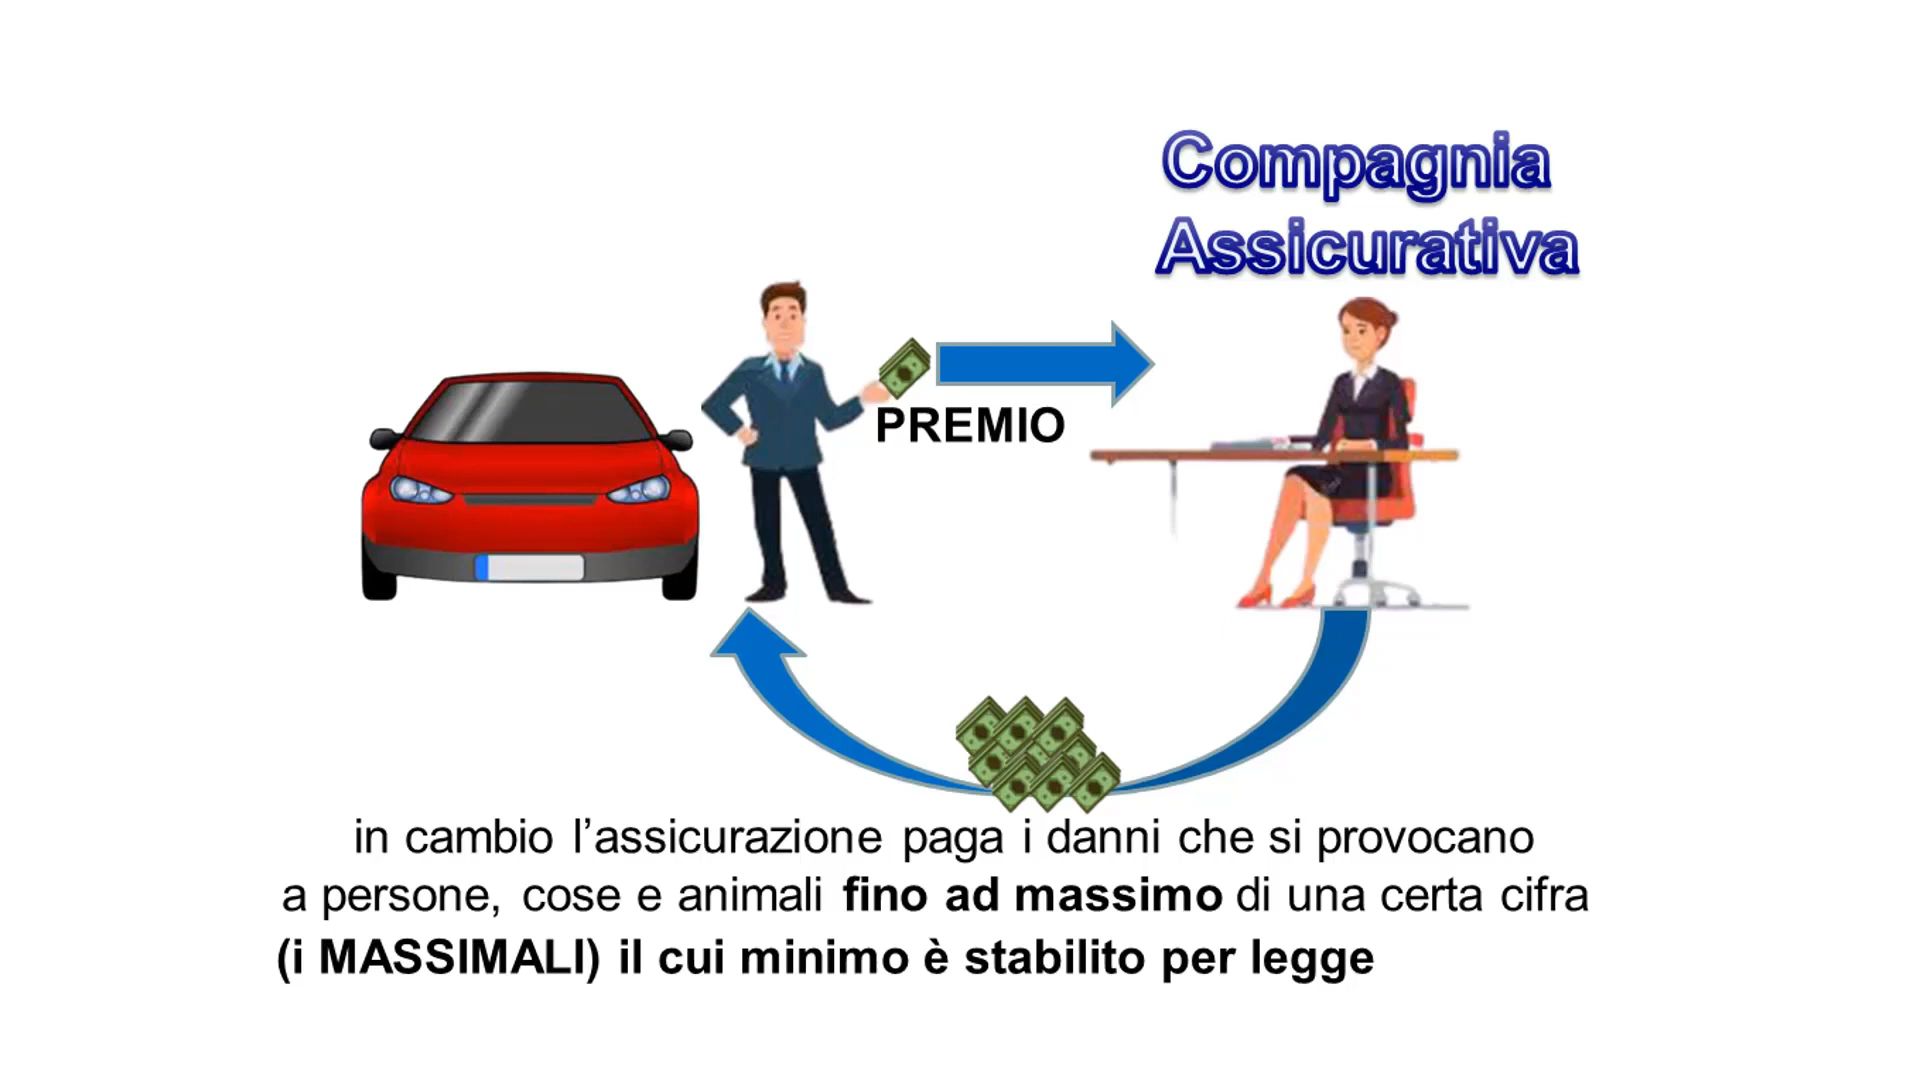 Compagnia
Assicurativa
PREMIO
in cambio l’assicurazione paga i danni che si provocano
a persone, cose e animali fino ad massimo di una certa cifra
(i MASSIMALI) il cui minimo è stabilito per legge